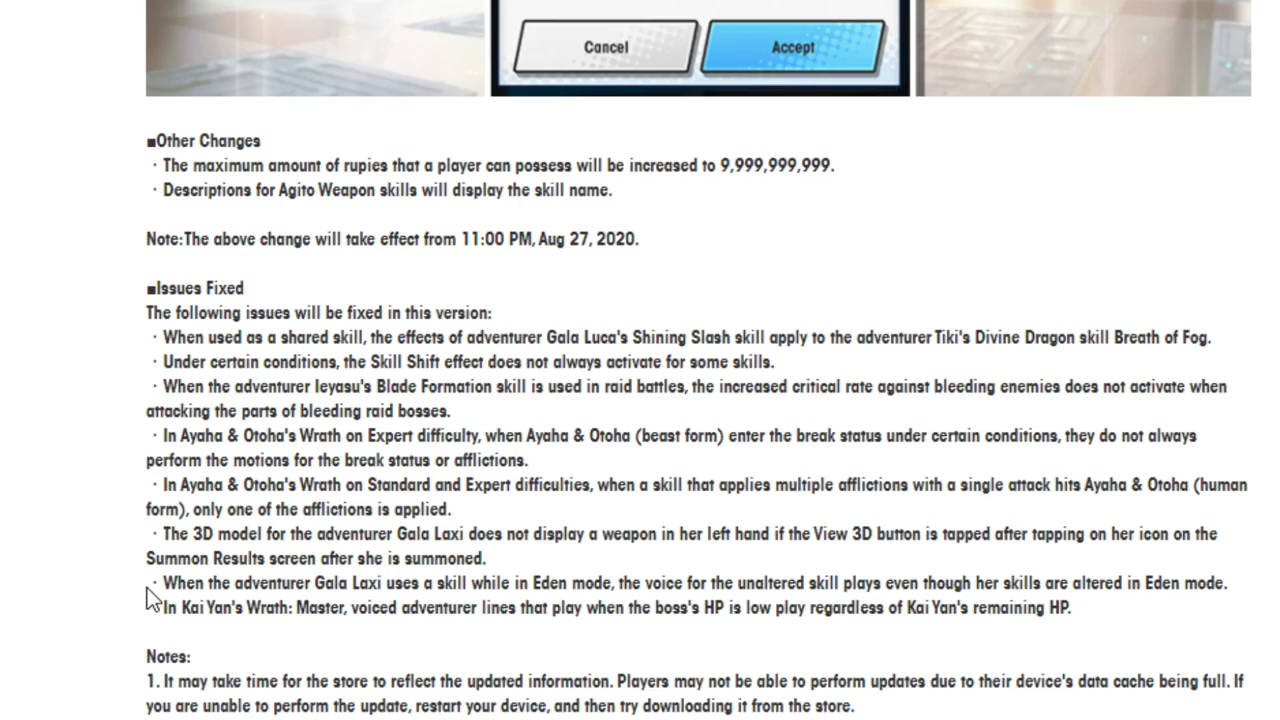 Cancel
Accept
■Other Changes
・The maximum amount of rupies that a player can possess will be increased to 9,999,999,999.
・Descriptions for Agito Weapon skills will display the skill name.
Note:The above change will take effect from 11:00 PM, Aug 27, 2020.
■Issues Fixed
The following issues will be fixed in this version:
・When used as a shared skill, the effects of adventurer Gala Luca's Shining Slash skill apply to the adventurer Tiki's Divine Dragon skill Breath of Fog.
・Under certain conditions, the Skill Shift effect does not always activate for some skills.
・When the adventurer Ieyasu's Blade Formation skill is used in raid battles, the increased critical rate against bleeding enemies does not activate when
attacking the parts of bleeding raid bosses.
・In Ayaha & Otoha's Wrath on Expert difficulty, when Ayaha & Otoha (beast form) enter the break status under certain conditions, they do not always
perform the motions for the break status or afflictions.
・In Ayaha & Otoha's Wrath on Standard and Expert difficulties, when a skill that applies multiple afflictions with a single attack hits Ayaha & Otoha (human
form), only one of the afflictions is applied.
・The 3D model for the adventurer Gala Laxi does not display a weapon in her left hand if the View 3D button is tapped after tapping on her icon on the
Summon Results screen after she is summoned.
・When the adventurer Gala Laxi uses a skill while in Eden mode, the voice for the unaltered skill plays even though her skills are altered in Eden mode.
・In Kai Yan's Wrath: Master, voiced adventurer lines that play when the boss's HP is low play regardless of Kai Yan's remaining HP.
Notes:
1. It may take time for the store to reflect the updated information. Players may not be able to perform updates due to their device's data cache being full. If
you are unable to perform the update, restart your device, and then try downloading it from the store.